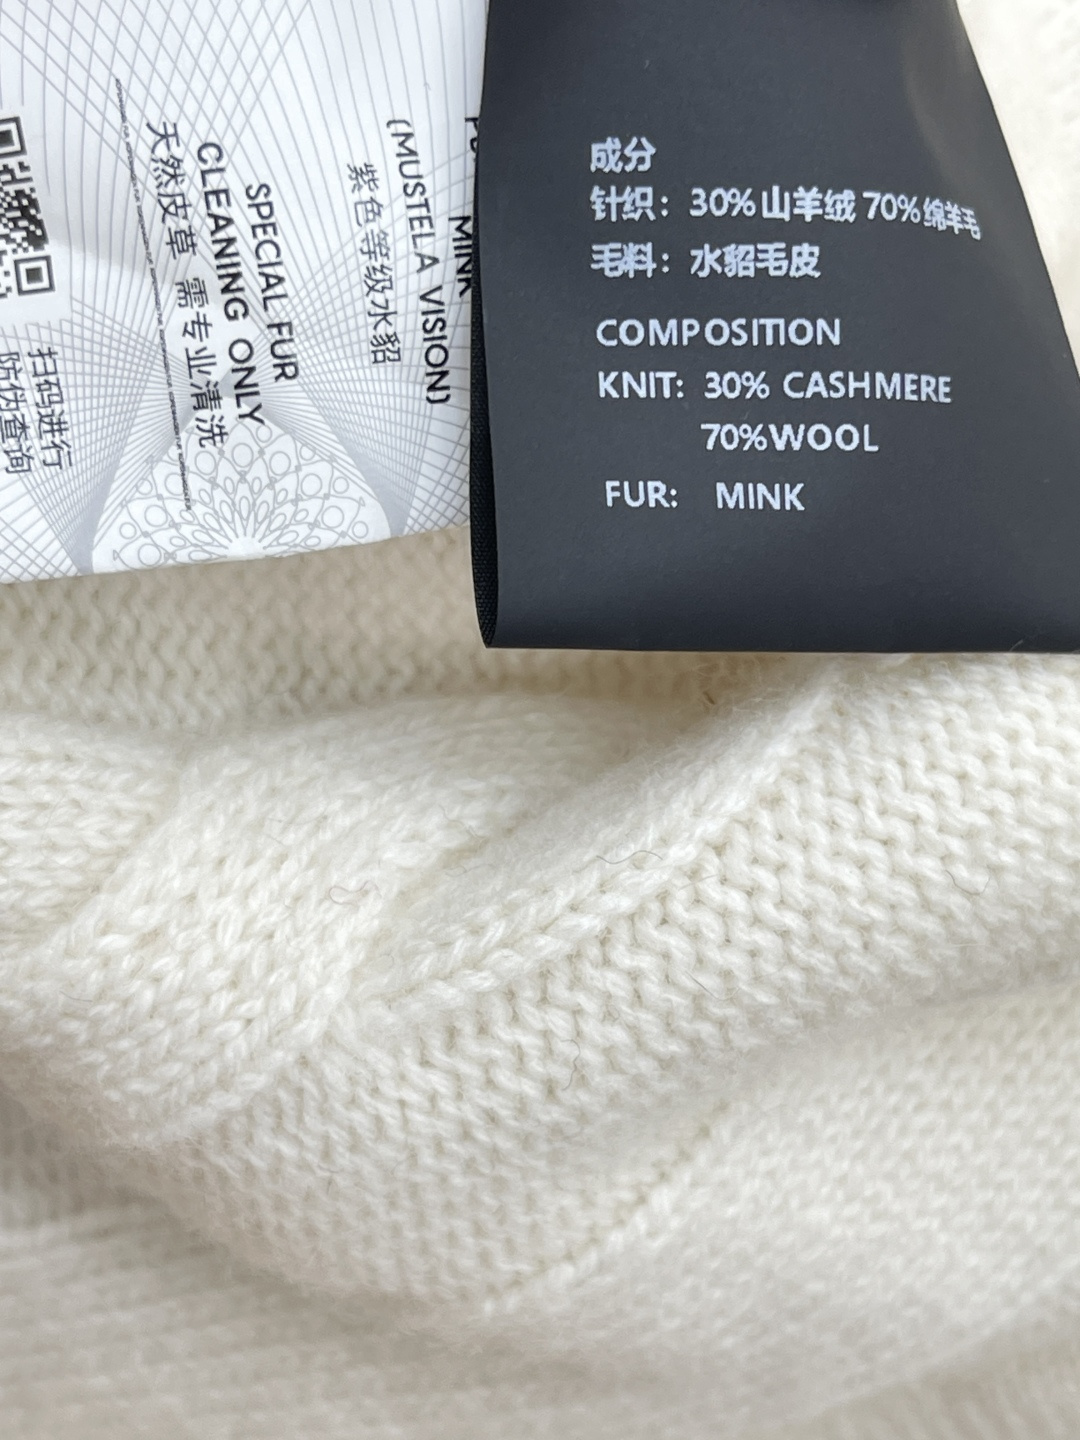 成分
针织：30%山羊绒 70%绵羊毛
毛料：水貂毛皮
COMPOSITION
KNIT: 30% CASHMERE
70%WOOL
FUR: MINK
MINK
(MUSTELA VISION)
紫色等级水貂
SPECIAL FUR
CLEANING ONLY
天然皮草 需专业清洗
扫码进行
防伪查询